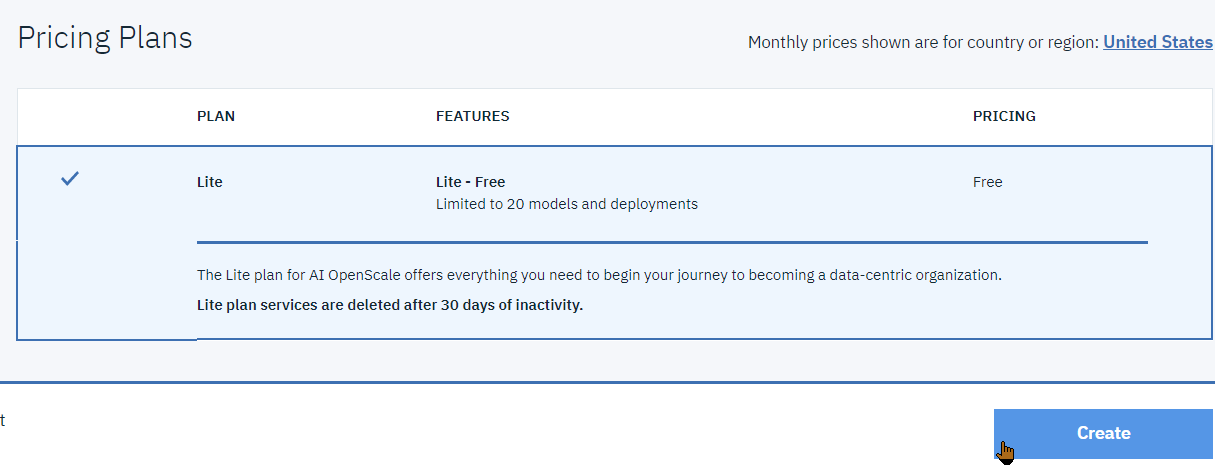 Pricing Plans
Monthly prices shown are for country or region: United States
PLAN FEATURES PRICING
Lite Lite - Free Free
Limited to 20 models and deployments
The Lite plan for AI OpenScale offers everything you need to begin your journey to becoming a data-centric organization.
Lite plan services are deleted after 30 days of inactivity.
t
Create